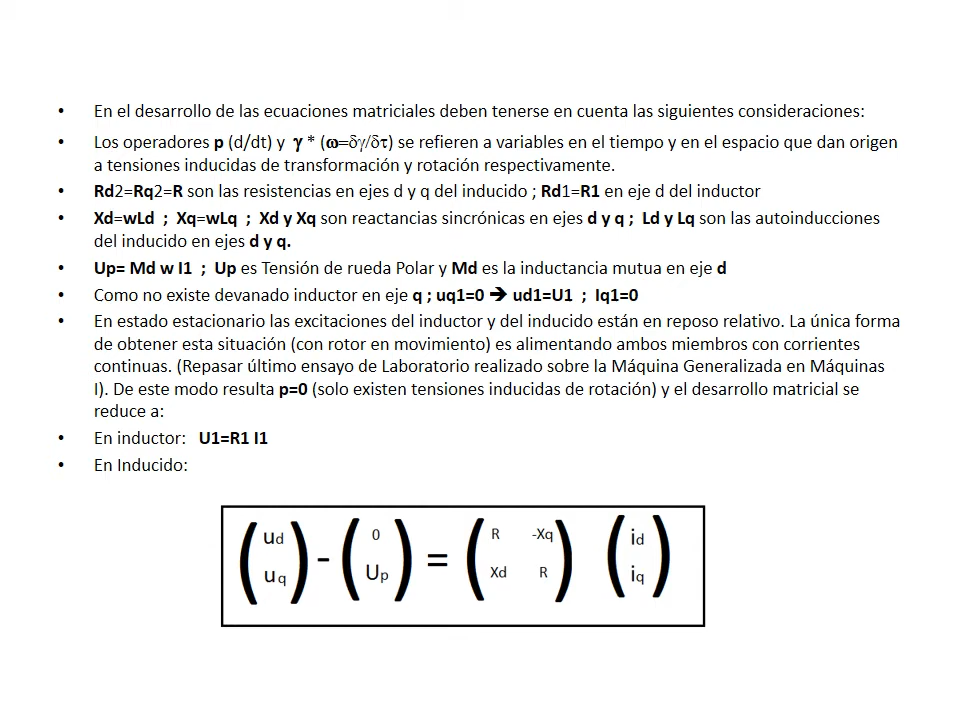 • En el desarrollo de las ecuaciones matriciales deben tenerse en cuenta las siguientes consideraciones:
• Los operadores p (d/dt) y γ * (ω=δγ/δτ) se refieren a variables en el tiempo y en el espacio que dan origen
a tensiones inducidas de transformación y rotación respectivamente.
• Rd2=Rq2=R son las resistencias en ejes d y q del inducido ; Rd1=R1 en eje d del inductor
• Xd=wLd ; Xq=wLq ; Xd y Xq son reactancias sincrónicas en ejes d y q ; Ld y Lq son las autoinducciones
del inducido en ejes d y q.
• Up= Md w I1 ; Up es Tensión de rueda Polar y Md es la inductancia mutua en eje d
• Como no existe devanado inductor en eje q ; uq1=0 ➔ ud1=U1 ; Iq1=0
• En estado estacionario las excitaciones del inductor y del inducido están en reposo relativo. La única forma
de obtener esta situación (con rotor en movimiento) es alimentando ambos miembros con corrientes
continuas. (Repasar último ensayo de Laboratorio realizado sobre la Máquina Generalizada en Máquinas
I). De este modo resulta p=0 (solo existen tensiones inducidas de rotación) y el desarrollo matricial se
reduce a:
• En inductor: U1=R1 I1
• En Inducido:
( ud ) - ( 0 ) = ( R -Xq ) ( id )
( uq ) ( Up ) ( Xd R ) ( iq )